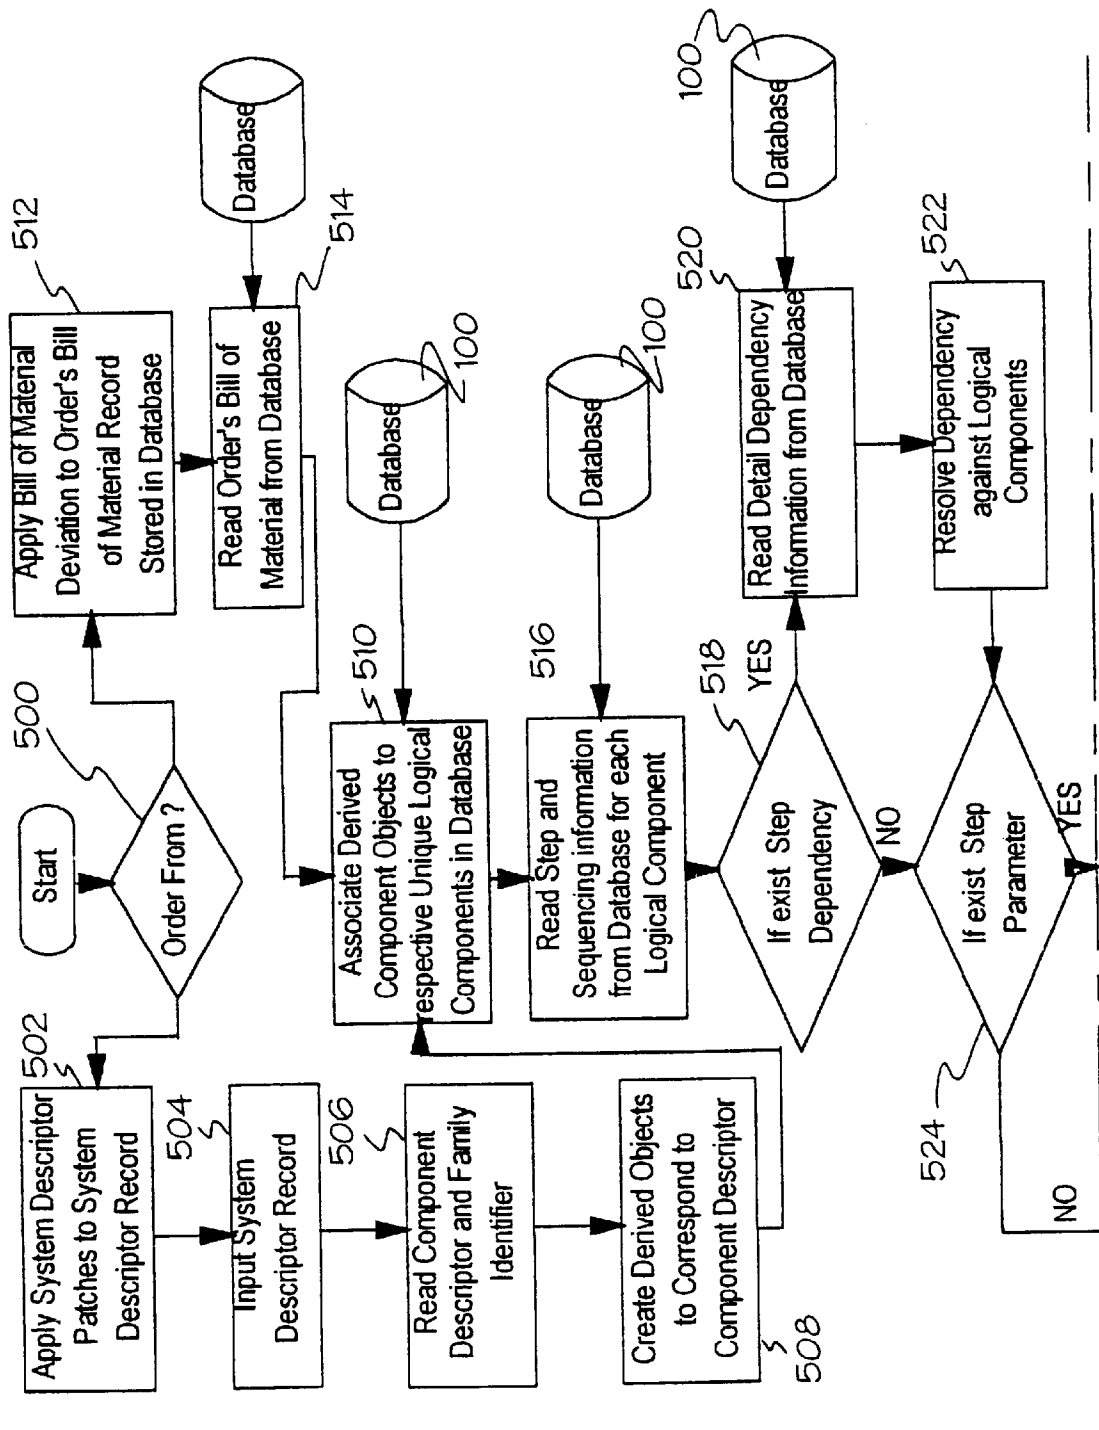 Start
500
Order From ?
502
Apply System Descriptor
Patches to System
Descriptor Record
504
Input System
Descriptor Record
506
Read Component
Descriptor and Family
Identifier
Create Derived Objects
to Correspond to
Component Descriptor
508
512
Apply Bill of Material
Deviation to Order's Bill
of Material Record
Stored in Database
514
Read Order's Bill of
Material from Database
Database
510
Associate Derived
Component Objects to
respective Unique Logical
Components in Database
Database
100
516
Read Step and
Sequencing information
from Database for each
Logical Component
Database
100
518
If exist Step
Dependency
YES
NO
520
Read Detail Dependency
Information from Database
Database
100
522
Resolve Dependency
against Logical
Components
524
If exist Step
Parameter
YES
NO